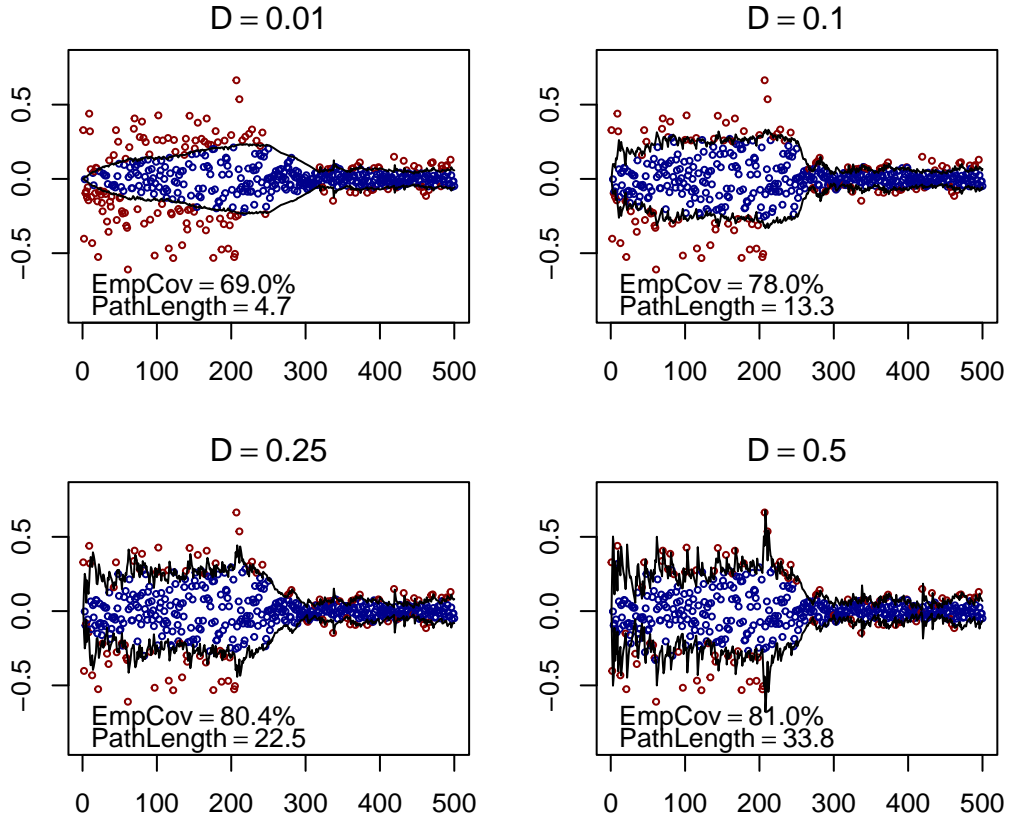 D = 0.01
0.5
0.0
−0.5
EmpCov = 69.0%
PathLength = 4.7
0 100 200 300 400 500
D = 0.1
0.5
0.0
−0.5
EmpCov = 78.0%
PathLength = 13.3
0 100 200 300 400 500
D = 0.25
0.5
0.0
−0.5
EmpCov = 80.4%
PathLength = 22.5
0 100 200 300 400 500
D = 0.5
0.5
0.0
−0.5
EmpCov = 81.0%
PathLength = 33.8
0 100 200 300 400 500